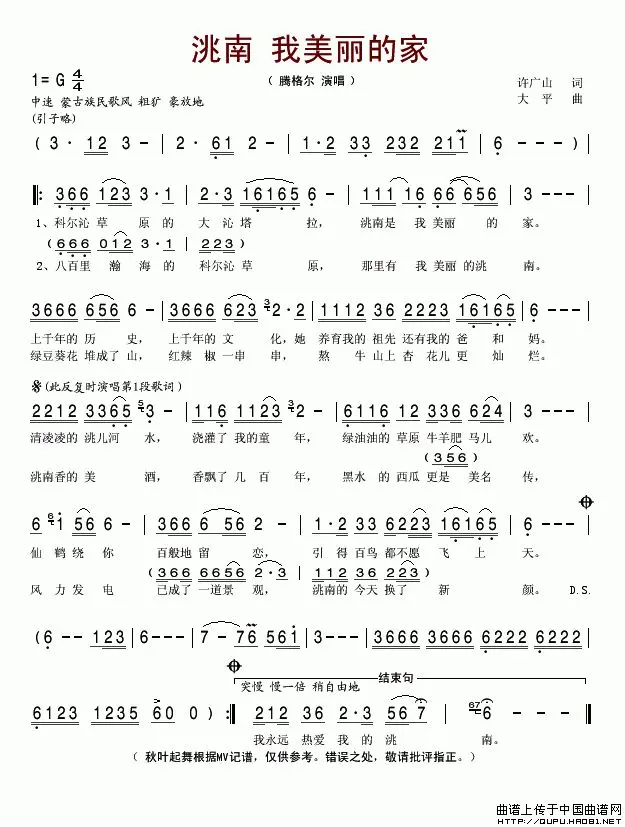 洮南 我美丽的家
1=G 4/4
（ 腾格尔 演唱 ）
许广山 词
中速 蒙古族民歌风 粗犷 豪放地
大平 曲
(引子略)
( 3· 12 3 - | 2· 61 2 - | 1·2 33 232 211 | 6 - - - )
366 123 3·1 | 2·3 16165 6 - | 111 16 66 656 | 3 - - -
1、科尔沁 草 原 的 大 沁 塔 拉， 洮南是 我 美丽 的 家。
(666 012 3·1 | 223)
2、八百里 瀚 海 的 科尔沁 草 原， 那里有 我 美丽 的洮 南。
3666 656 6 - | 3666 623 32·2 | 1112 36 2223 16165 | 6 - - -
上千年的 历 史， 上千年的 文 化，她 养育我的 祖先 还有我的 爸 和 妈。
绿豆葵花 堆成了 山， 红辣 椒 一串 串， 熬 牛山上 杏 花儿 更 灿 烂。
(此反复时演唱第1段歌词)
2212 3365 53 - | 116 1123 23 - | 6116 12 336 624 | 3 - - -
清凌凌的 洮儿河 水， 浇灌了 我的童 年， 绿油油的 草原 牛羊肥 马儿 欢。
(356)
洮南香的 美 酒， 香飘了 几 百 年， 黑水 的 西瓜 更是 美名 传，
6 61 56 6 - | 3666 6 56 2 - | 1·2 33 6223 16165 | 6 - - -
仙 鹤 绕 你 百般地 留 恋， 引 得 百鸟 都不愿 飞 上 天。
(366 6656 2·3 | 1112 36 223)
风 力 发 电 已成了 一道景 观， 洮南的 今天 换了 新 颜。 D.S.
(6 - - 123 | 6 - - - | 7 - 76 561 | 3 - - - | 3666 3666 6222 6222
结束句
突慢 慢一倍 稍自由地
6123 1235 60 0 ) | 212 36 2·3 56 7 | 676 - - -
我永远 热爱 我 的 洮 南。
（ 秋叶起舞根据MV记谱，仅供参考。错误之处，敬请批评指正。）
曲谱上传于中国曲谱网
HTTP://QUPU.HAO81.NET